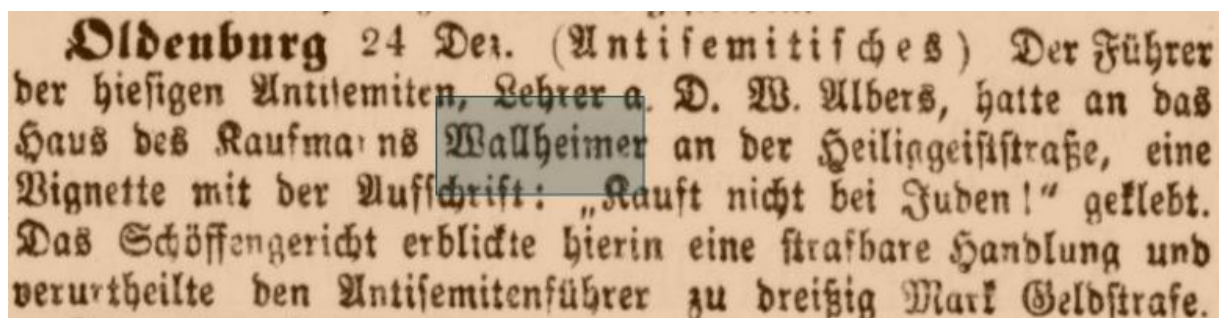 Oldenburg 24 Dez. (Antisemitisches) Der Führer
der hiesigen Antisemiten, Lehrer a. D. W. Albers, hatte an das
Haus des Kaufmanns Wallheimer an der Heiligegeiststraße, eine
Vignette mit der Aufschrift: „Kauft nicht bei Juden!“ geklebt.
Das Schöffengericht erblickte hierin eine strafbare Handlung und
verurtheilte den Antisemitenführer zu dreißig Mark Geldstrafe.